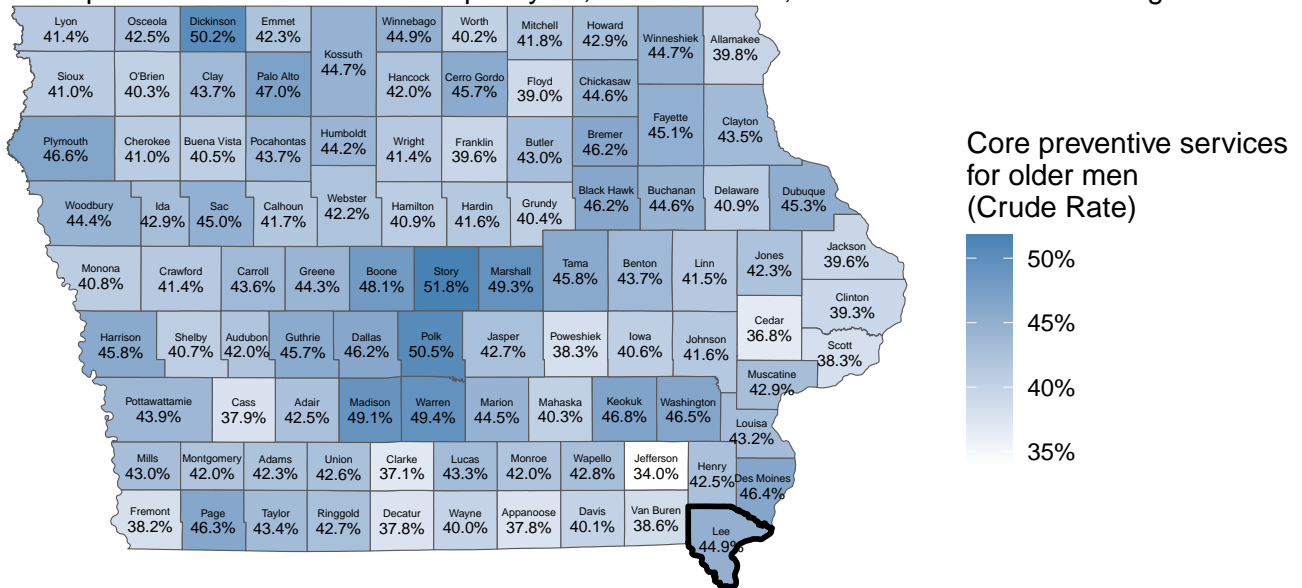 Lyon Osceola Dickinson Emmet Winnebago Worth Mitchell Howard
41.4% 42.5% 50.2% 42.3% 44.9% 40.2% 41.8% 42.9%
Kossuth Winneshiek Allamakee
44.7% 44.7% 39.8%
Sioux O'Brien Clay Palo Alto Hancock Cerro Gordo Floyd Chickasaw
41.0% 40.3% 43.7% 47.0% 42.0% 45.7% 39.0% 44.6%
Fayette Clayton
45.1% 43.5%
Plymouth Cherokee Buena Vista Pocahontas Humboldt Wright Franklin Butler Bremer
46.6% 41.0% 40.5% 43.7% 44.2% 41.4% 39.6% 43.0% 46.2%
Woodbury Ida Sac Calhoun Webster Hamilton Hardin Grundy Black Hawk Buchanan Delaware Dubuque
44.4% 42.9% 45.0% 41.7% 42.2% 40.9% 41.6% 40.4% 46.2% 44.6% 40.9% 45.3%
Monona Crawford Carroll Greene Boone Story Marshall Tama Benton Linn Jones Jackson
40.8% 41.4% 43.6% 44.3% 48.1% 51.8% 49.3% 45.8% 43.7% 41.5% 42.3% 39.6%
Clinton
39.3%
Harrison Shelby Audubon Guthrie Dallas Polk Jasper Poweshiek Iowa Johnson Cedar Scott
45.8% 40.7% 42.0% 45.7% 46.2% 50.5% 42.7% 38.3% 40.6% 41.6% 36.8% 38.3%
Muscatine
42.9%
Pottawattamie Cass Adair Madison Warren Marion Mahaska Keokuk Washington
43.9% 37.9% 42.5% 49.1% 49.4% 44.5% 40.3% 46.8% 46.5%
Louisa
43.2%
Mills Montgomery Adams Union Clarke Lucas Monroe Wapello Jefferson Henry Des Moines
43.0% 42.0% 42.3% 42.6% 37.1% 43.3% 42.0% 42.8% 34.0% 42.5% 46.4%
Fremont Page Taylor Ringgold Decatur Wayne Appanoose Davis Van Buren Lee
38.2% 46.3% 43.4% 42.7% 37.8% 40.0% 37.8% 40.1% 38.6% 44.9%
Core preventive services
for older men
(Crude Rate)
50%
45%
40%
35%